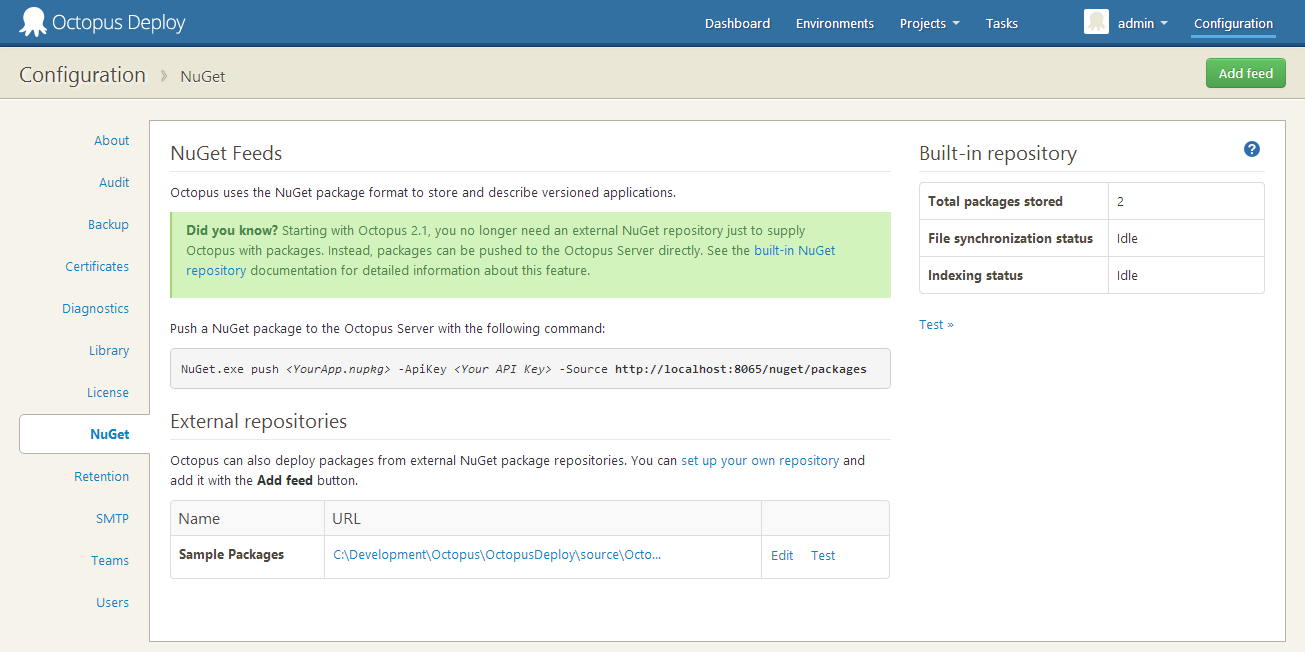 Octopus Deploy
Dashboard Environments Projects Tasks admin Configuration
Configuration NuGet
Add feed
About
Audit
Backup
Certificates
Diagnostics
Library
License
NuGet
Retention
SMTP
Teams
Users
NuGet Feeds
Octopus uses the NuGet package format to store and describe versioned applications.
Did you know? Starting with Octopus 2.1, you no longer need an external NuGet repository just to supply
Octopus with packages. Instead, packages can be pushed to the Octopus Server directly. See the built-in NuGet
repository documentation for detailed information about this feature.
Push a NuGet package to the Octopus Server with the following command:
NuGet.exe push <YourApp.nupkg> -ApiKey <Your API Key> -Source http://localhost:8065/nuget/packages
External repositories
Octopus can also deploy packages from external NuGet package repositories. You can set up your own repository and
add it with the Add feed button.
Name URL
Sample Packages C:\Development\Octopus\OctopusDeploy\source\Octo... Edit Test
Built-in repository ?
Total packages stored 2
File synchronization status Idle
Indexing status Idle
Test »